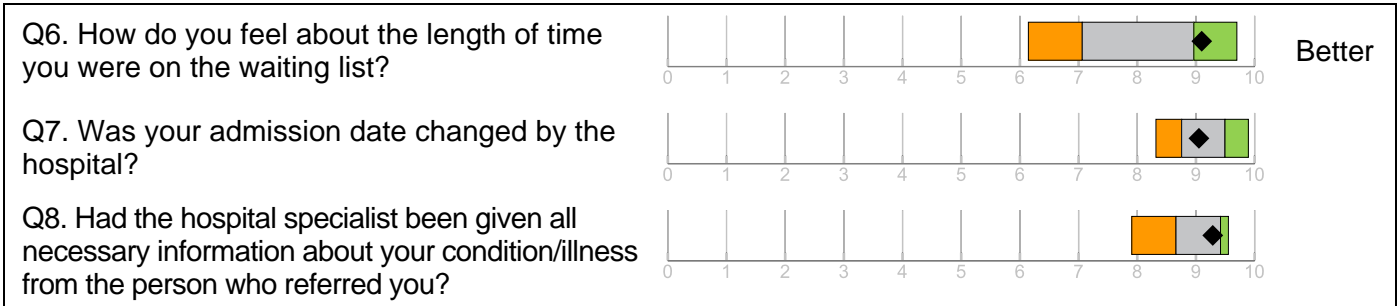 Q6. How do you feel about the length of time
you were on the waiting list?
Better
0 1 2 3 4 5 6 7 8 9 10
Q7. Was your admission date changed by the
hospital?
0 1 2 3 4 5 6 7 8 9 10
Q8. Had the hospital specialist been given all
necessary information about your condition/illness
from the person who referred you?
0 1 2 3 4 5 6 7 8 9 10